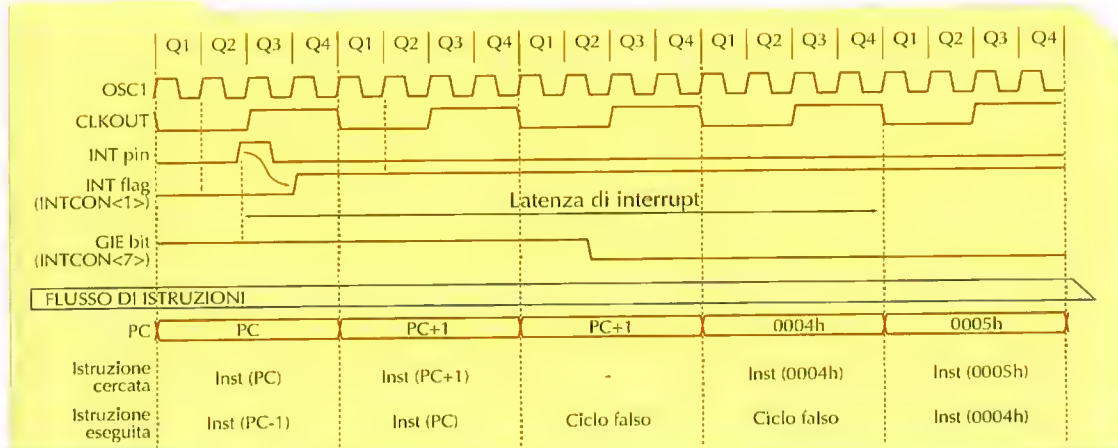 Q1 Q2 Q3 Q4 Q1 Q2 Q3 Q4 Q1 Q2 Q3 Q4 Q1 Q2 Q3 Q4 Q1 Q2 Q3 Q4
OSC1
CLKOUT
INT pin
INT flag
(INTCON<1>)
Latenza di interrupt
GIE bit
(INTCON<7>)
FLUSSO DI ISTRUZIONI
PC PC PC+1 PC+1 0004h 0005h
Istruzione
cercata
Inst (PC) Inst (PC+1) - Inst (0004h) Inst (0005h)
Istruzione
eseguita
Inst (PC-1) Inst (PC) Ciclo falso Ciclo falso Inst (0004h)